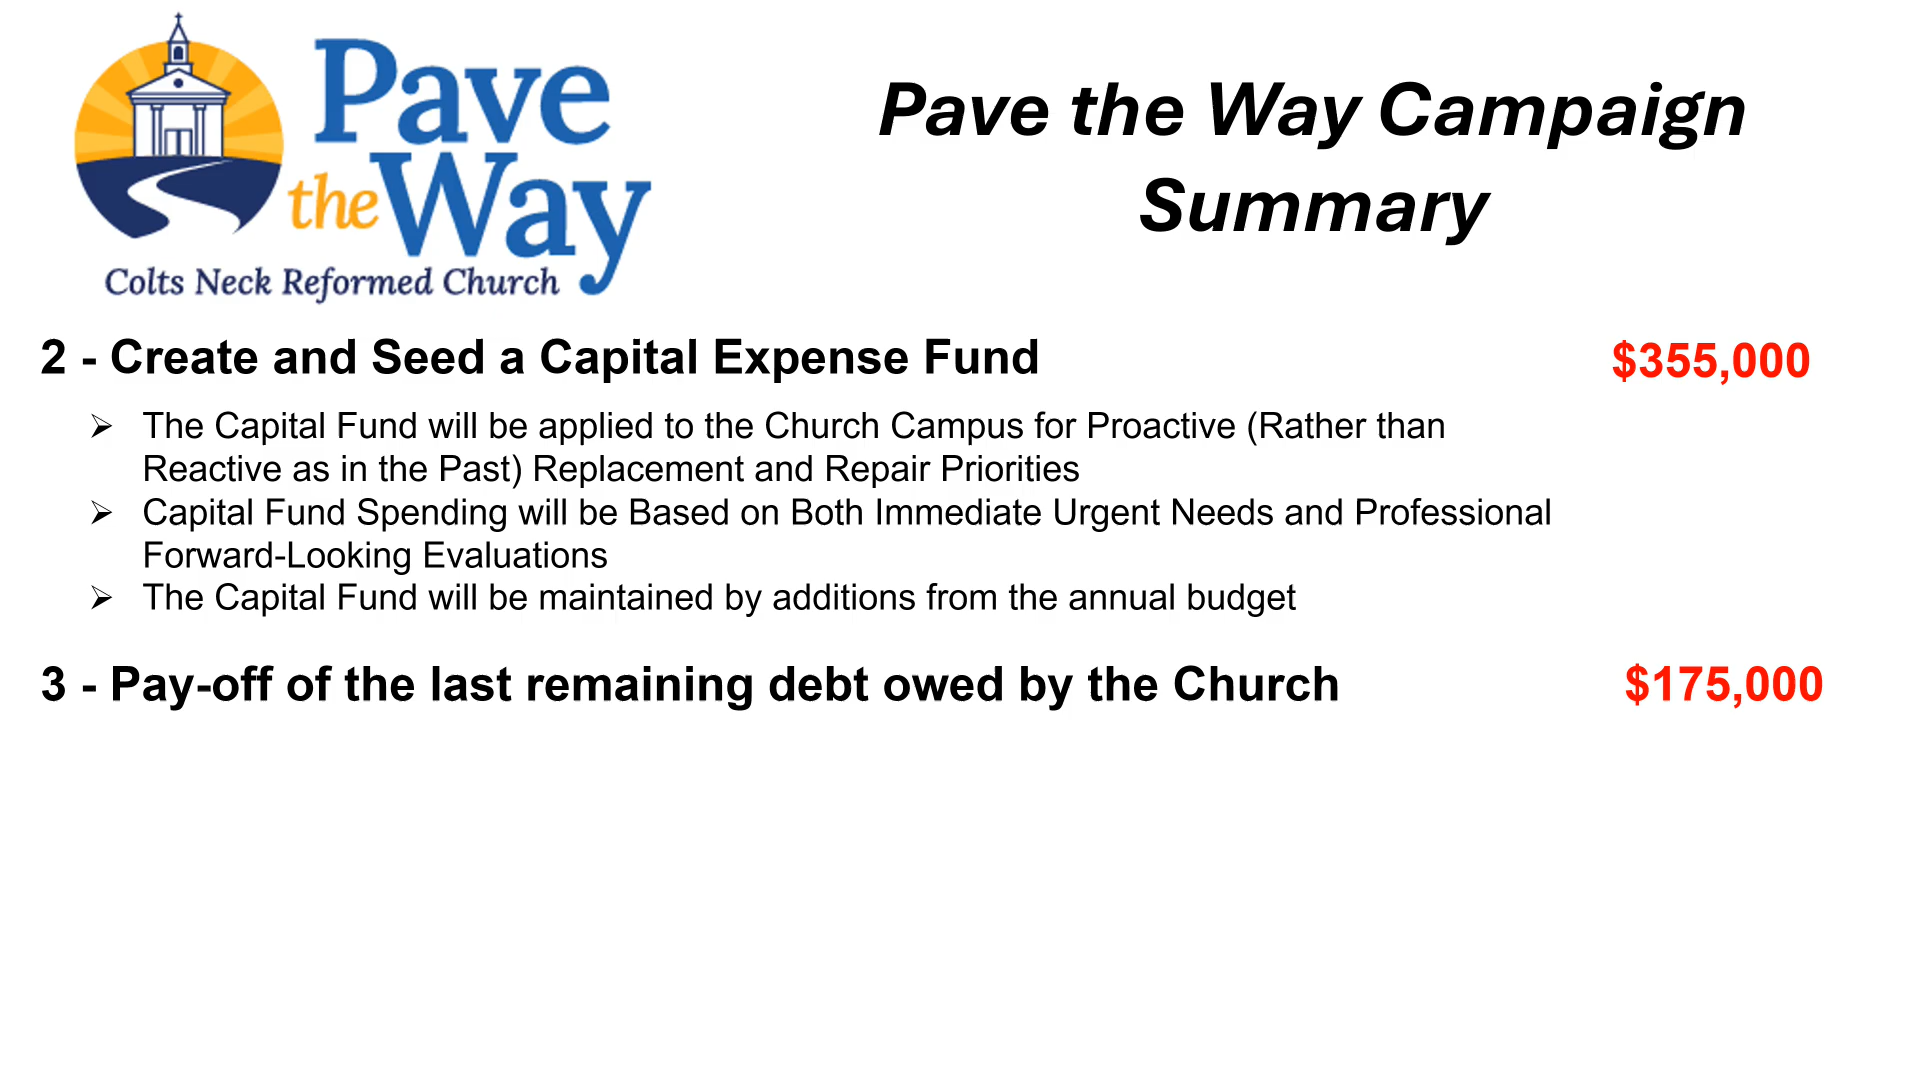 Pave
the Way
Colts Neck Reformed Church
Pave the Way Campaign
Summary
2 - Create and Seed a Capital Expense Fund $355,000
➢ The Capital Fund will be applied to the Church Campus for Proactive (Rather than
Reactive as in the Past) Replacement and Repair Priorities
➢ Capital Fund Spending will be Based on Both Immediate Urgent Needs and Professional
Forward-Looking Evaluations
➢ The Capital Fund will be maintained by additions from the annual budget
3 - Pay-off of the last remaining debt owed by the Church $175,000